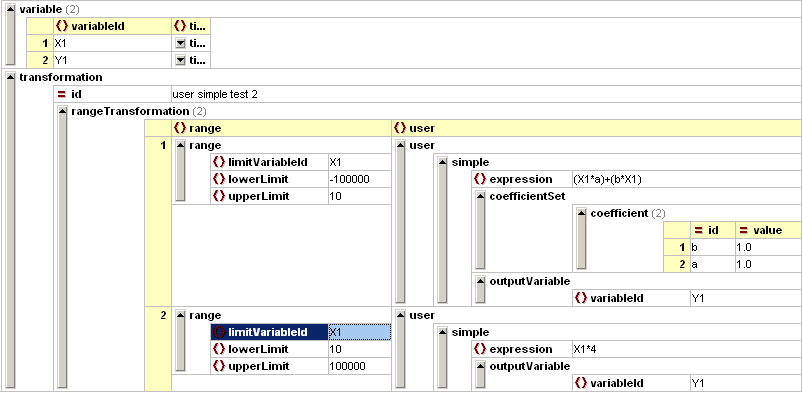 variable (2)
variableId ti...
1 X1 ti...
2 Y1 ti...
transformation
= id user simple test 2
rangeTransformation (2)
range user
1 range user
limitVariableId X1 simple
lowerLimit -100000 expression (X1*a)+(b*X1)
upperLimit 10 coefficientSet
coefficient (2)
= id = value
1 b 1.0
2 a 1.0
outputVariable
variableId Y1
2 range user
limitVariableId X1 simple
lowerLimit 10 expression X1*4
upperLimit 100000 outputVariable
variableId Y1